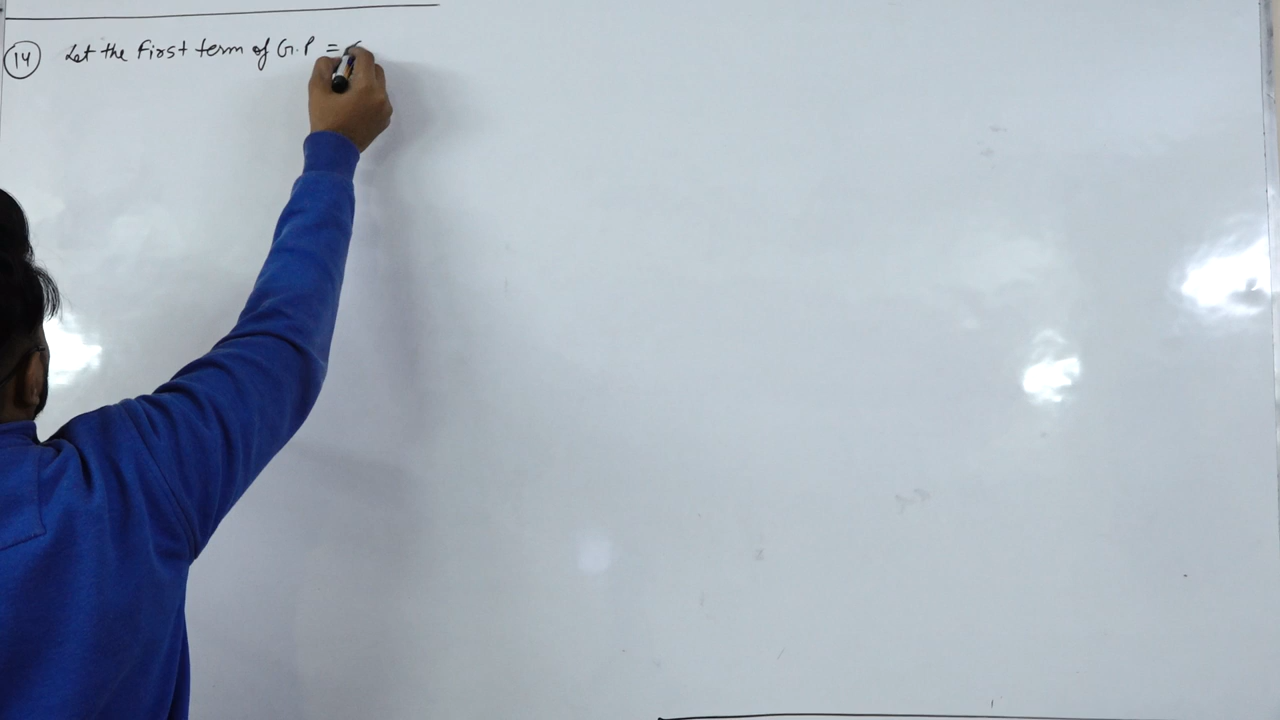 14 Let the First term of G.P =